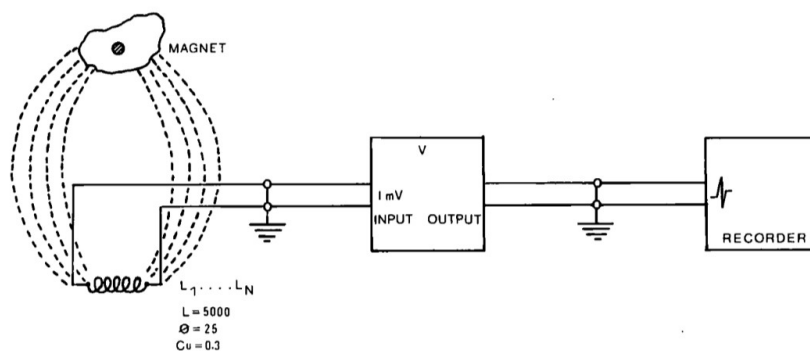 MAGNET
V
1 mV
INPUT OUTPUT
RECORDER
L1 . . . . LN
L = 5000
Ø = 25
Cu = 0.3